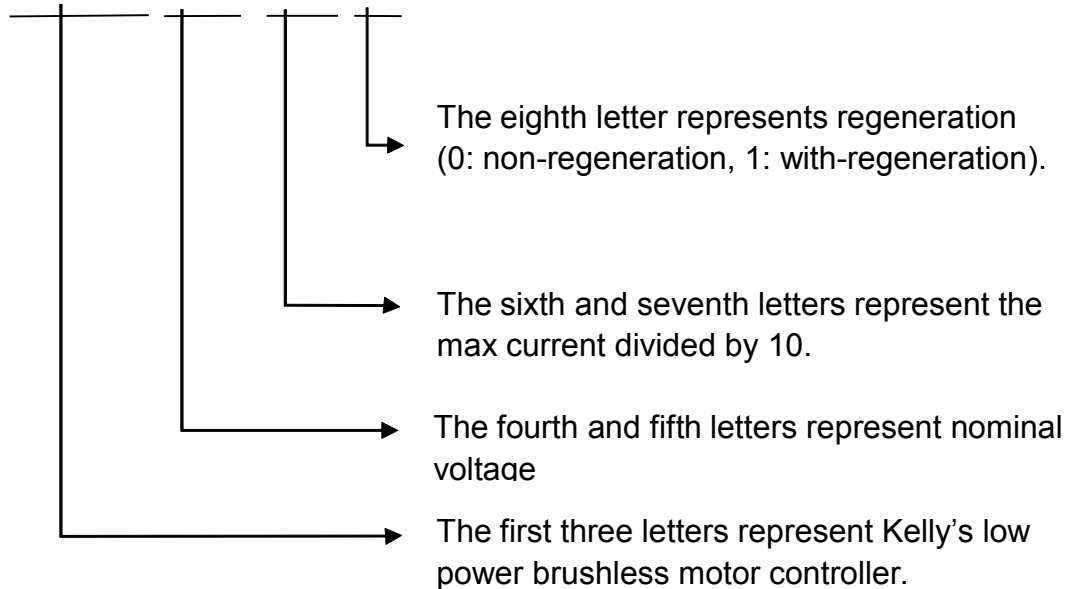 The eighth letter represents regeneration
(0: non-regeneration, 1: with-regeneration).
The sixth and seventh letters represent the
max current divided by 10.
The fourth and fifth letters represent nominal
voltage
The first three letters represent Kelly’s low
power brushless motor controller.